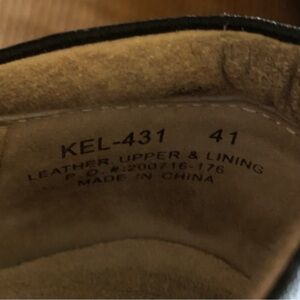 KEL-431 41
LEATHER UPPER & LINING
P.O.#:200716-176
MADE IN CHINA